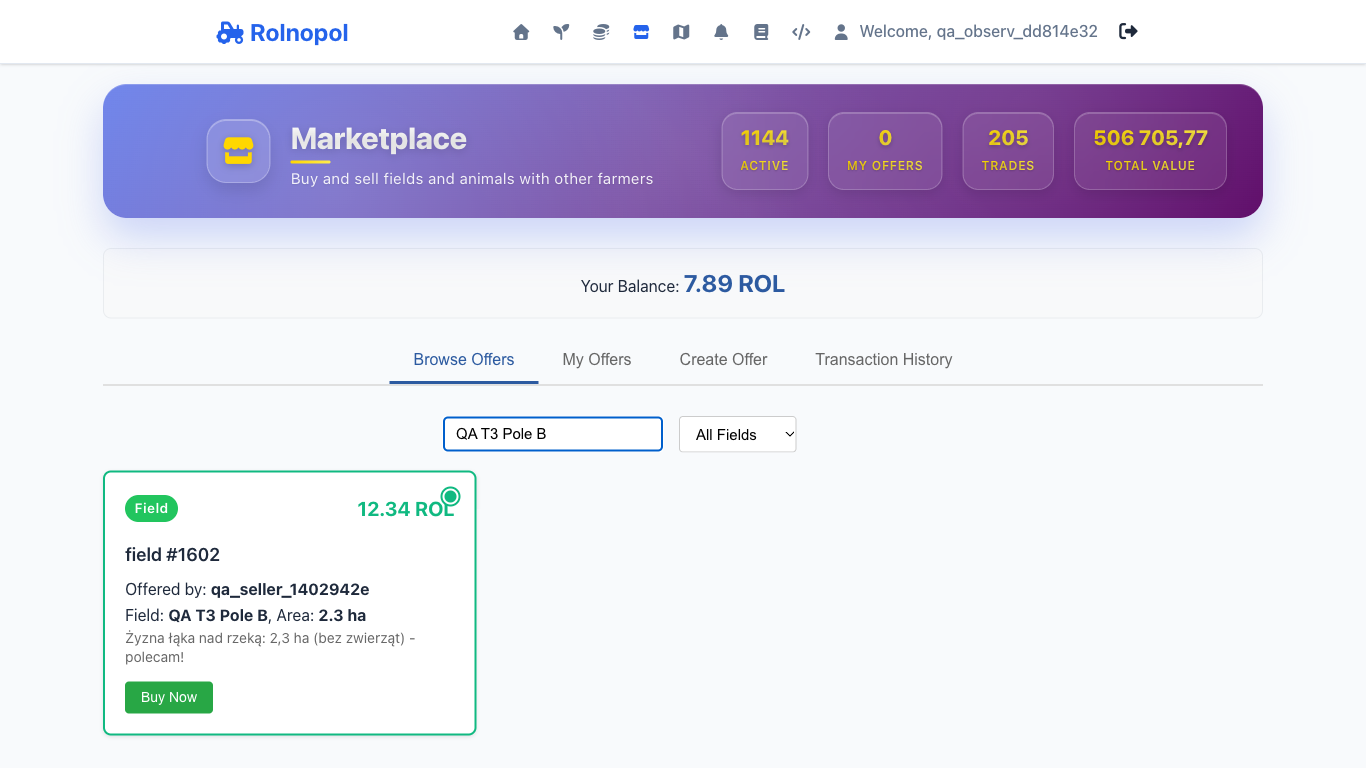 Rolnopol
Welcome, qa_observ_dd814e32
Marketplace
Buy and sell fields and animals with other farmers
1144
ACTIVE
0
MY OFFERS
205
TRADES
506 705,77
TOTAL VALUE
Your Balance: 7.89 ROL
Browse Offers
My Offers
Create Offer
Transaction History
QA T3 Pole B
All Fields
Field
12.34 ROL
field #1602
Offered by: qa_seller_1402942e
Field: QA T3 Pole B, Area: 2.3 ha
Żyzna łąka nad rzeką: 2,3 ha (bez zwierząt) -
polecam!
Buy Now